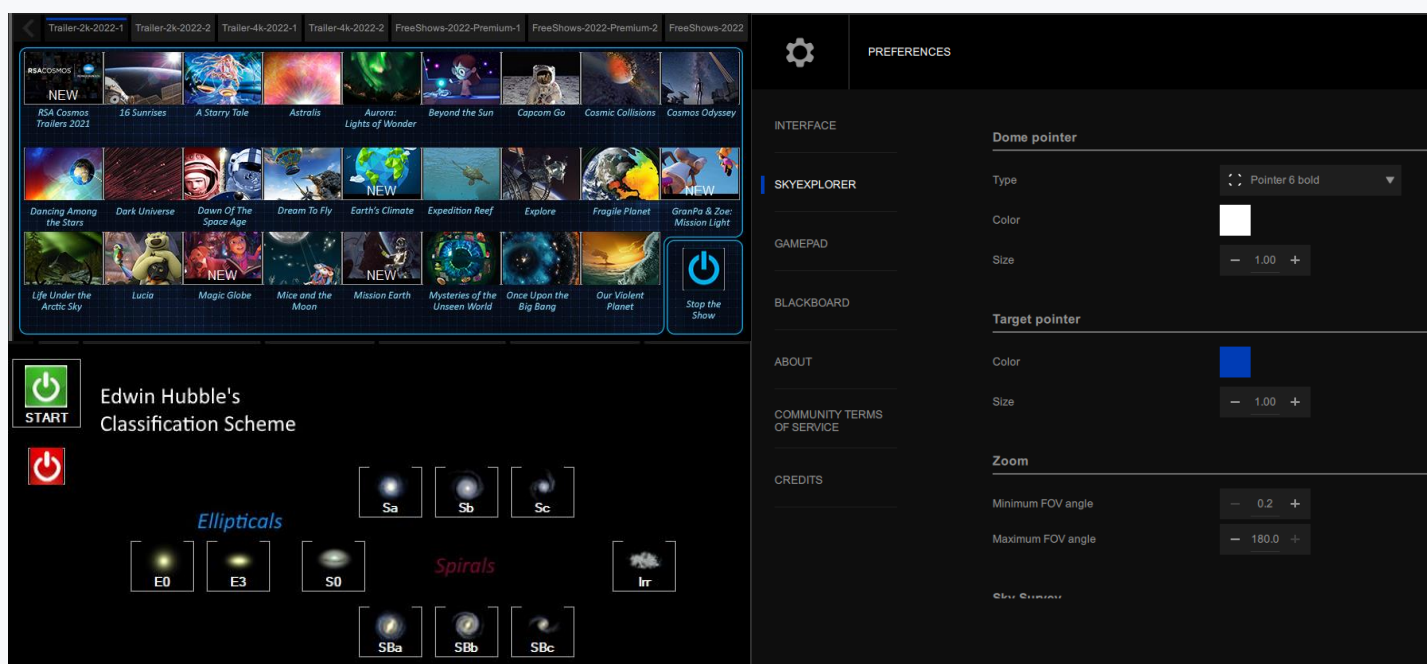 Trailer-2k-2022-1 Trailer-2k-2022-2 Trailer-4k-2022-1 Trailer-4k-2022-2 FreeShows-2022-Premium-1 FreeShows-2022-Premium-2 FreeShows-2022
RSACOSMOS
NEW
RSA Cosmos
Trailers 2021
16 Sunrises
A Starry Tale
Astralis
Aurora:
Lights of Wonder
Beyond the Sun
Capcom Go
Cosmic Collisions
Cosmos Odyssey
Dancing Among
the Stars
Dark Universe
Dawn Of The
Space Age
Dream To Fly
NEW
Earth's Climate
Expedition Reef
Explore
Fragile Planet
NEW
GranPa & Zoe:
Mission Light
Life Under the
Arctic Sky
Lucia
NEW
Magic Globe
Mice and the
Moon
NEW
Mission Earth
Mysteries of the
Unseen World
Once Upon the
Big Bang
Our Violent
Planet
Stop the
Show
START
Edwin Hubble's
Classification Scheme
Sa Sb Sc
Ellipticals
E0 E3 S0
Spirals
Irr
SBa SBb SBc
PREFERENCES
INTERFACE
SKYEXPLORER
GAMEPAD
BLACKBOARD
ABOUT
COMMUNITY TERMS
OF SERVICE
CREDITS
Dome pointer
Type Pointer 6 bold
Color
Size − 1.00 +
Target pointer
Color
Size − 1.00 +
Zoom
Minimum FOV angle − 0.2 +
Maximum FOV angle − 180.0 +
Sky Survey